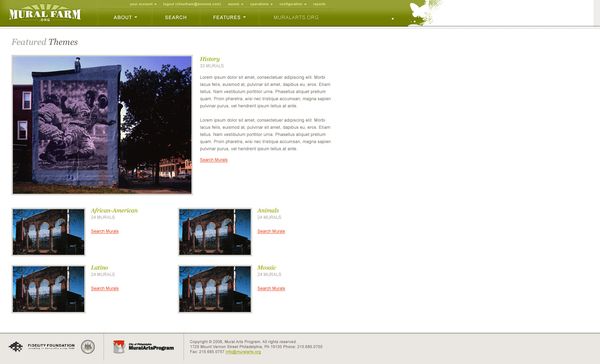 your account
logout
assets
operations
configuration
reports
MURAL FARM
.ORG
ABOUT
SEARCH
FEATURES
MURALARTS.ORG
Featured Themes
History
33 MURALS
Lorem ipsum dolor sit amet, consectetuer adipiscing elit. Morbi
lacus, felis euismod at, pulvinar sit amet, dapibus eu, eros. Etiam
tellus. Nam vestibulum porttitor urna. Phasellus aliquet pretium
quam. Proin pharetra, wisi nec tristique accumsan, magna sapien
pulvinar purus, vel hendrerit ipsum tellus at ante.
Lorem ipsum dolor sit amet, consectetuer adipiscing elit. Morbi
lacus, felis euismod at, pulvinar sit amet, dapibus eu, eros. Etiam
tellus. Nam vestibulum porttitor urna. Phasellus aliquet pretium
quam. Proin pharetra, wisi nec tristique accumsan, magna sapien
pulvinar purus, vel hendrerit ipsum tellus at ante.
Search Murals
African-American
24 MURALS
Search Murals
Animals
24 MURALS
Search Murals
Latino
24 MURALS
Search Murals
Mosaic
24 MURALS
Search Murals
FIDELITY FOUNDATION
City of Philadelphia
MuralArtsProgram
Copyright © 2008, Mural Arts Program. All rights reserved.
1729 Mount Vernon Street Philadelphia, PA 19130 Phone: 215.685.0750
Fax: 215.685.0757 info@muralarts.org